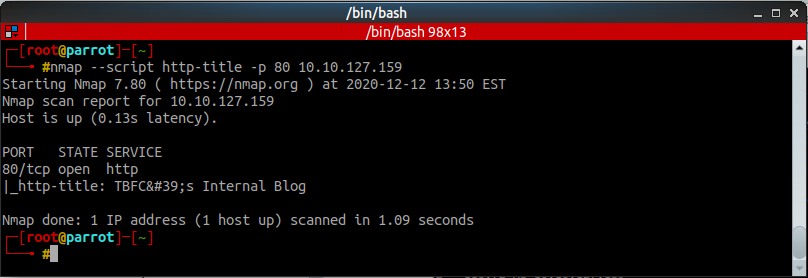 /bin/bash
/bin/bash 98x13
┌─[root@parrot]─[~]
└──╼ #nmap --script http-title -p 80 10.10.127.159
Starting Nmap 7.80 ( https://nmap.org ) at 2020-12-12 13:50 EST
Nmap scan report for 10.10.127.159
Host is up (0.13s latency).
PORT   STATE SERVICE
80/tcp open  http
|_http-title: TBFC&#39;s Internal Blog
Nmap done: 1 IP address (1 host up) scanned in 1.09 seconds
┌─[root@parrot]─[~]
└──╼ #